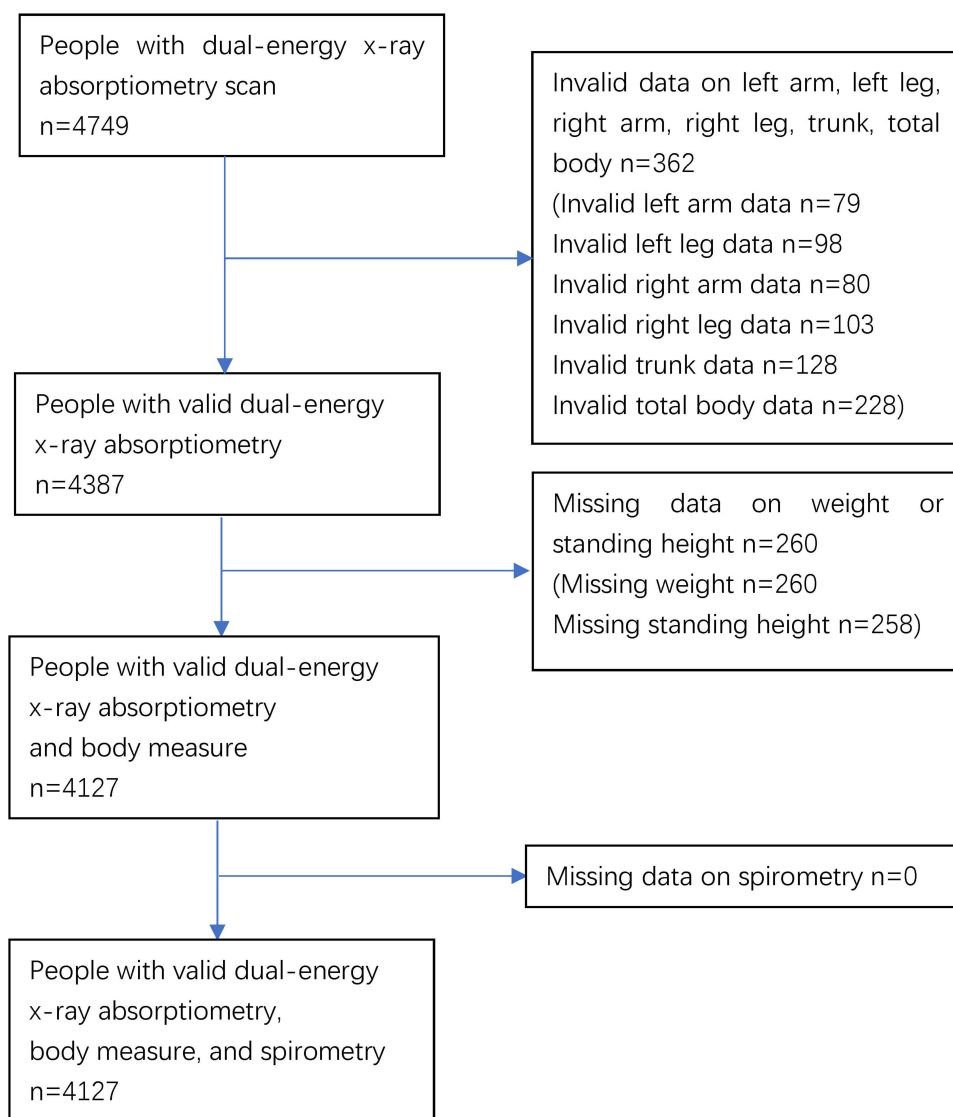 People with dual-energy x-ray
absorptiometry scan
n=4749
Invalid data on left arm, left leg,
right arm, right leg, trunk, total
body n=362
(Invalid left arm data n=79
Invalid left leg data n=98
Invalid right arm data n=80
Invalid right leg data n=103
Invalid trunk data n=128
Invalid total body data n=228)
People with valid dual-energy
x-ray absorptiometry
n=4387
Missing data on weight or
standing height n=260
(Missing weight n=260
Missing standing height n=258)
People with valid dual-energy
x-ray absorptiometry
and body measure
n=4127
Missing data on spirometry n=0
People with valid dual-energy
x-ray absorptiometry,
body measure, and spirometry
n=4127